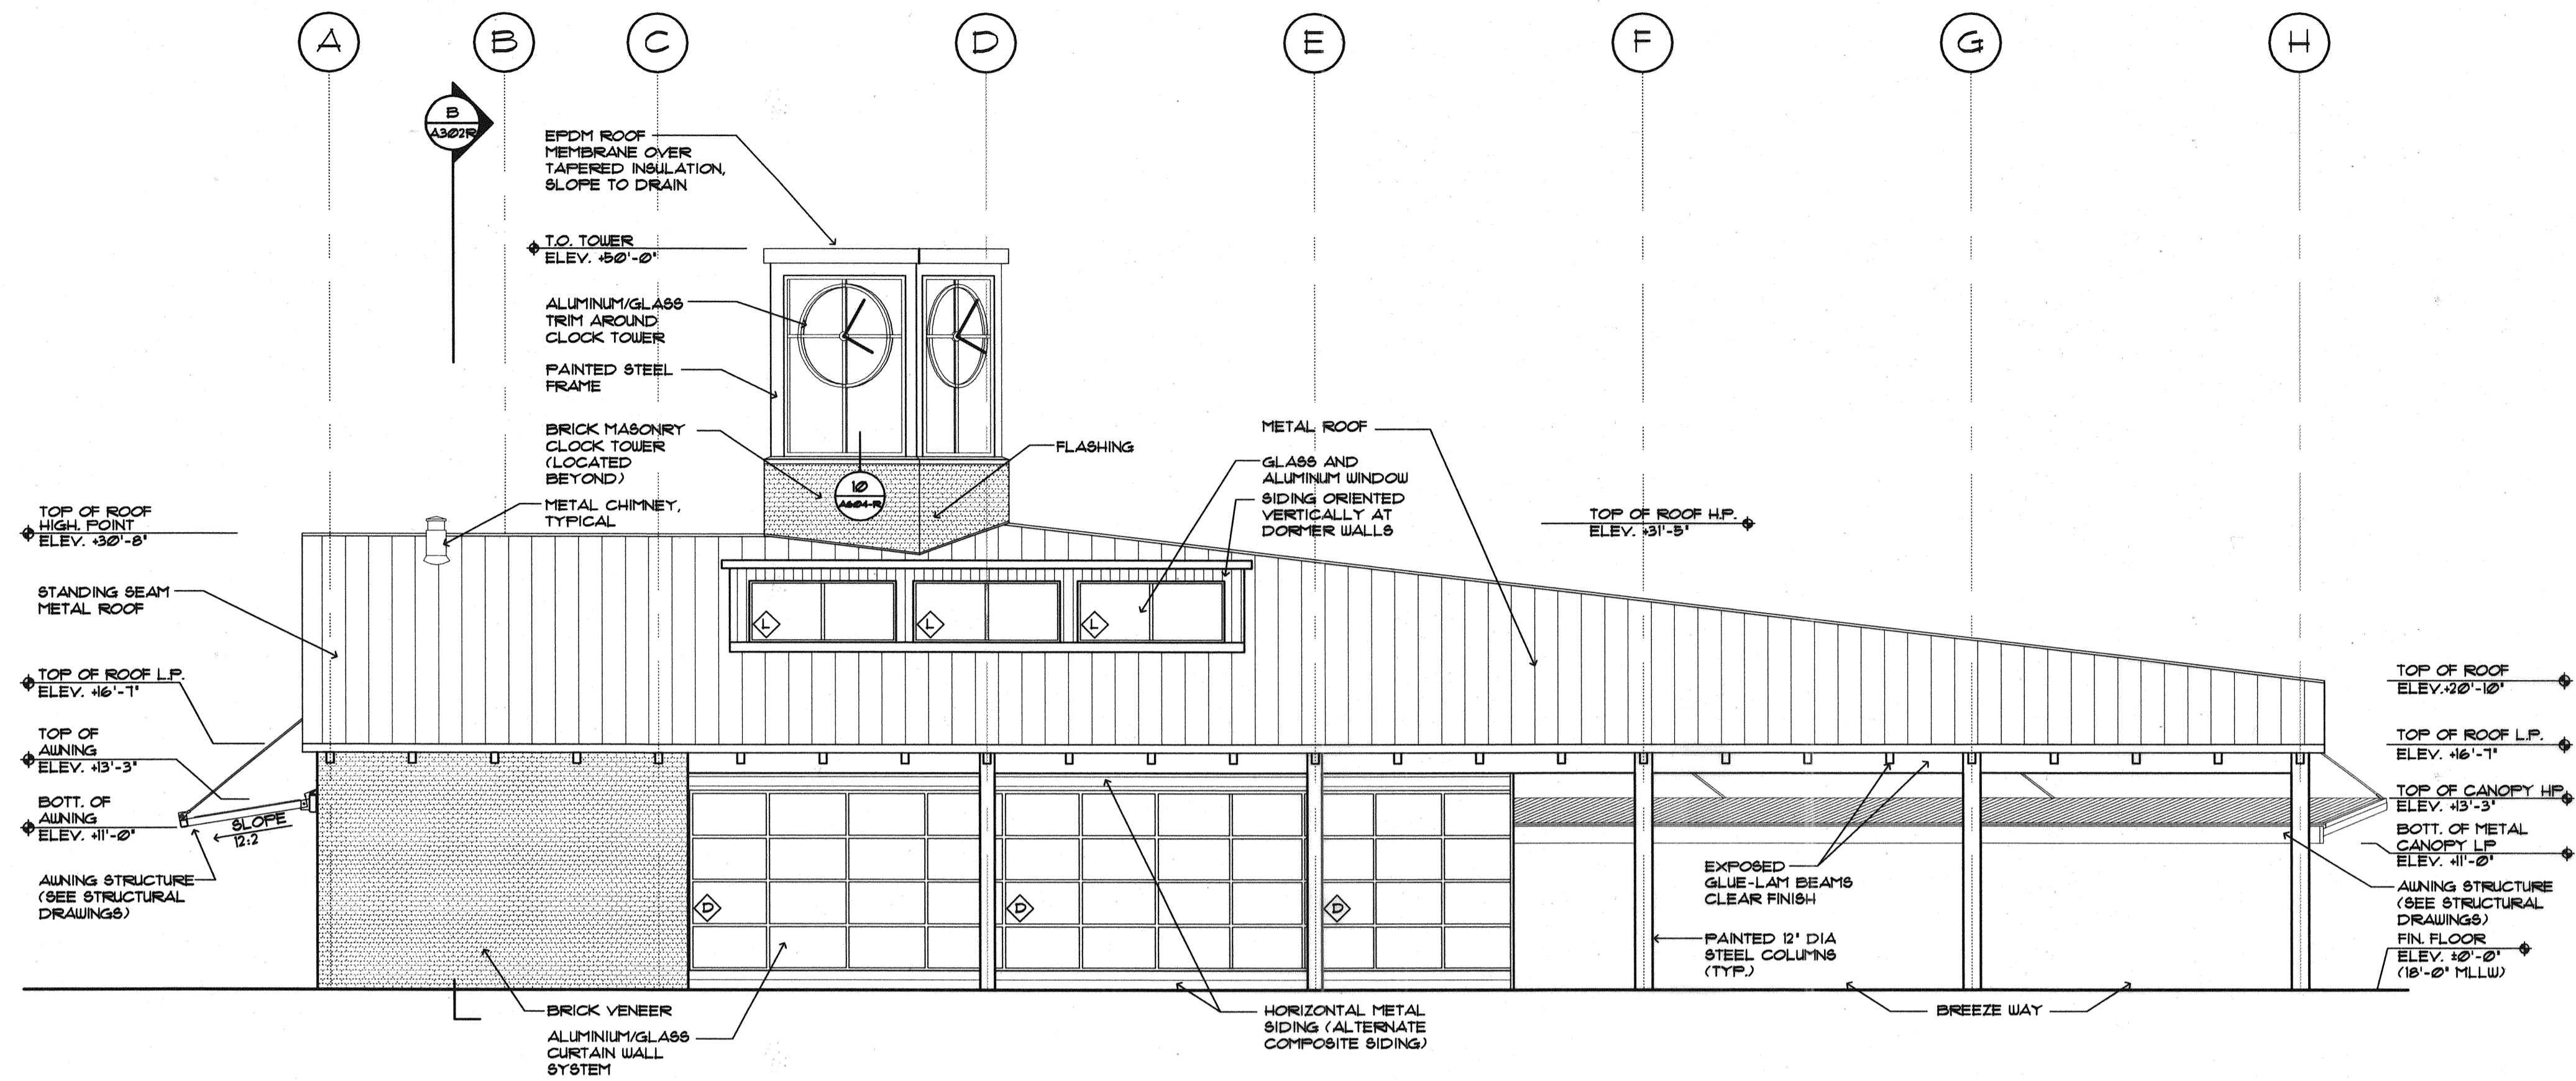 A
B
C
D
E
F
G
H
B
A302R
EPDM ROOF
MEMBRANE OVER
TAPERED INSULATION,
SLOPE TO DRAIN
T.O. TOWER
ELEV. +50'-0"
ALUMINUM/GLASS
TRIM AROUND
CLOCK TOWER
PAINTED STEEL
FRAME
BRICK MASONRY
CLOCK TOWER
(LOCATED
BEYOND)
METAL CHIMNEY,
TYPICAL
10
A604-R
FLASHING
METAL ROOF
GLASS AND
ALUMINUM WINDOW
SIDING ORIENTED
VERTICALLY AT
DORMER WALLS
TOP OF ROOF H.P.
ELEV. +31'-5"
TOP OF ROOF
HIGH. POINT
ELEV. +30'-8"
STANDING SEAM
METAL ROOF
TOP OF ROOF L.P.
ELEV. +16'-7"
TOP OF
AWNING
ELEV. +13'-3"
BOTT. OF
AWNING
ELEV. +11'-0"
SLOPE
12:2
AWNING STRUCTURE
(SEE STRUCTURAL
DRAWINGS)
L
L
L
D
D
D
BRICK VENEER
ALUMINIUM/GLASS
CURTAIN WALL
SYSTEM
HORIZONTAL METAL
SIDING (ALTERNATE
COMPOSITE SIDING)
EXPOSED
GLUE-LAM BEAMS
CLEAR FINISH
PAINTED 12" DIA
STEEL COLUMNS
(TYP.)
BREEZE WAY
TOP OF ROOF
ELEV.+20'-10"
TOP OF ROOF L.P.
ELEV. +16'-7"
TOP OF CANOPY HP
ELEV. +13'-3"
BOTT. OF METAL
CANOPY LP
ELEV. +11'-0"
AWNING STRUCTURE
(SEE STRUCTURAL
DRAWINGS)
FIN. FLOOR
ELEV. ±0'-0"
(18'-0" MLLW)